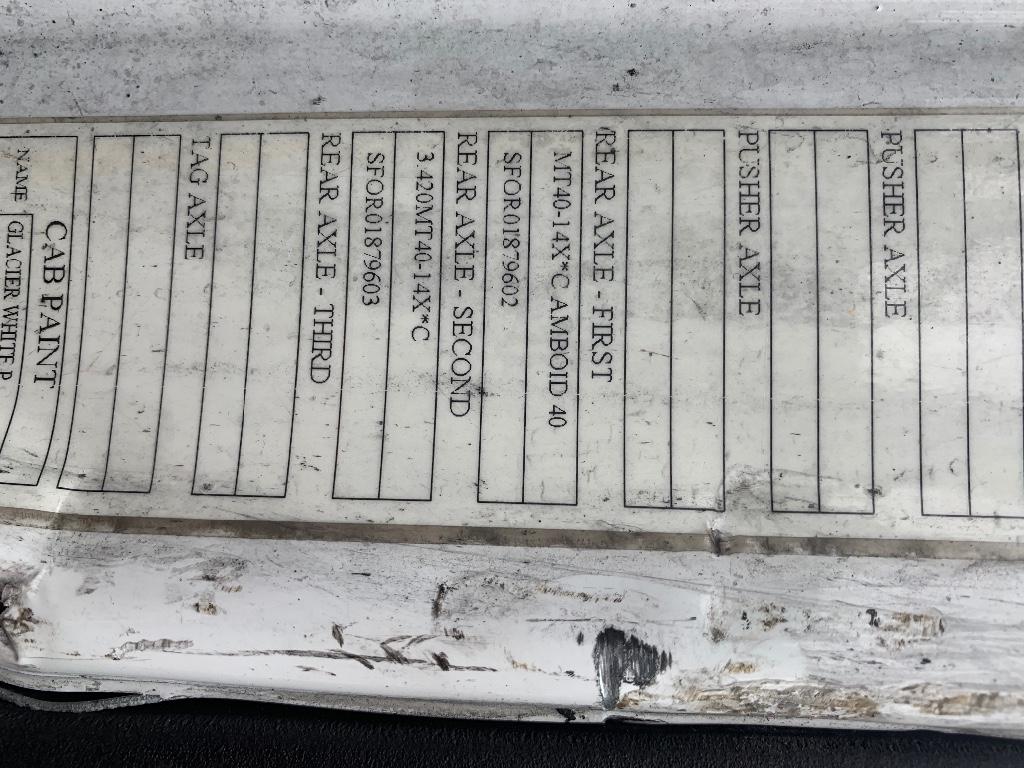 PUSHER AXLE
PUSHER AXLE
REAR AXLE - FIRST
MT40-14X*C AMBOID 40
SFOR01879602
REAR AXLE - SECOND
3 420MT40-14X*C
SFOR01879603
REAR AXLE - THIRD
TAG AXLE
CAB PAINT
NAME GLACIER WHITE P